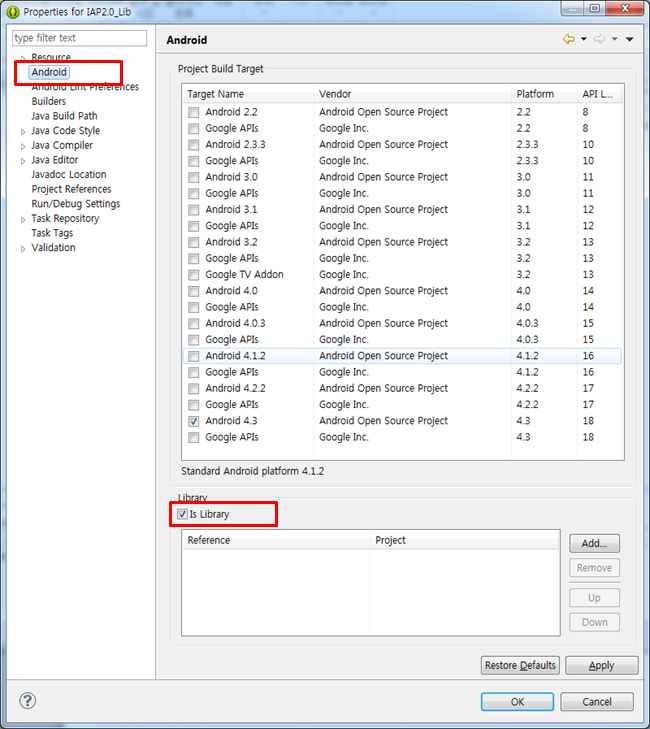 Properties for IAP2.0_Lib
type filter text
Resource
Android
Android Lint Preferences
Builders
Java Build Path
Java Code Style
Java Compiler
Java Editor
Javadoc Location
Project References
Run/Debug Settings
Task Repository
Task Tags
Validation
Android
Project Build Target
Target Name Vendor Platform API L...
Android 2.2 Android Open Source Project 2.2 8
Google APIs Google Inc. 2.2 8
Android 2.3.3 Android Open Source Project 2.3.3 10
Google APIs Google Inc. 2.3.3 10
Android 3.0 Android Open Source Project 3.0 11
Google APIs Google Inc. 3.0 11
Android 3.1 Android Open Source Project 3.1 12
Google APIs Google Inc. 3.1 12
Android 3.2 Android Open Source Project 3.2 13
Google APIs Google Inc. 3.2 13
Google TV Addon Google Inc. 3.2 13
Android 4.0 Android Open Source Project 4.0 14
Google APIs Google Inc. 4.0 14
Android 4.0.3 Android Open Source Project 4.0.3 15
Google APIs Google Inc. 4.0.3 15
Android 4.1.2 Android Open Source Project 4.1.2 16
Google APIs Google Inc. 4.1.2 16
Android 4.2.2 Android Open Source Project 4.2.2 17
Google APIs Google Inc. 4.2.2 17
Android 4.3 Android Open Source Project 4.3 18
Google APIs Google Inc. 4.3 18
Standard Android platform 4.1.2
Library
Is Library
Reference Project
Add...
Remove
Up
Down
Restore Defaults Apply
? OK Cancel